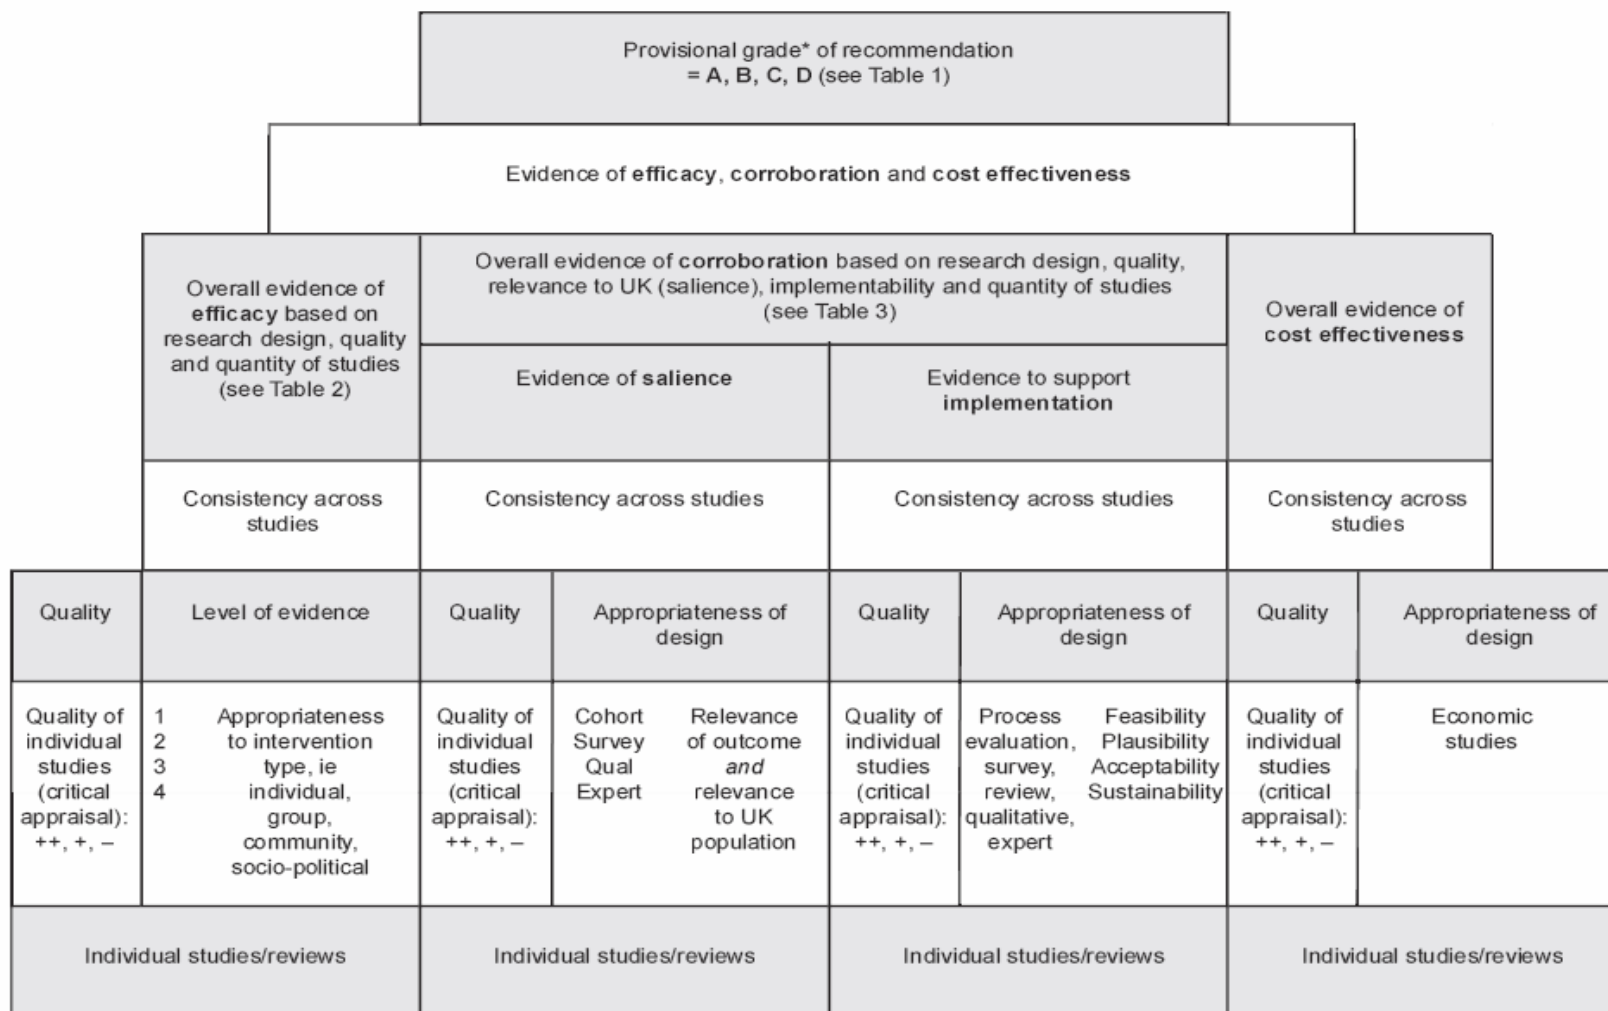 Provisional grade* of recommendation
= A, B, C, D (see Table 1)
Evidence of efficacy, corroboration and cost effectiveness
Overall evidence of
efficacy based on
research design, quality
and quantity of studies
(see Table 2)
Overall evidence of corroboration based on research design, quality,
relevance to UK (salience), implementability and quantity of studies
(see Table 3)
Evidence of salience
Evidence to support
implementation
Overall evidence of
cost effectiveness
Consistency across
studies
Consistency across studies
Consistency across studies
Consistency across
studies
Quality
Level of evidence
Quality
Appropriateness of
design
Quality
Appropriateness of
design
Quality
Appropriateness of
design
Quality of
individual
studies
(critical
appraisal):
++, +, –
1
2
3
4
Appropriateness
to intervention
type, ie
individual,
group,
community,
socio-political
Quality of
individual
studies
(critical
appraisal):
++, +, –
Cohort
Survey
Qual
Expert
Relevance
of outcome
and
relevance
to UK
population
Quality of
individual
studies
(critical
appraisal):
++, +, –
Process
evaluation,
survey,
review,
qualitative,
expert
Feasibility
Plausibility
Acceptability
Sustainability
Quality of
individual
studies
(critical
appraisal):
++, +, –
Economic
studies
Individual studies/reviews
Individual studies/reviews
Individual studies/reviews
Individual studies/reviews